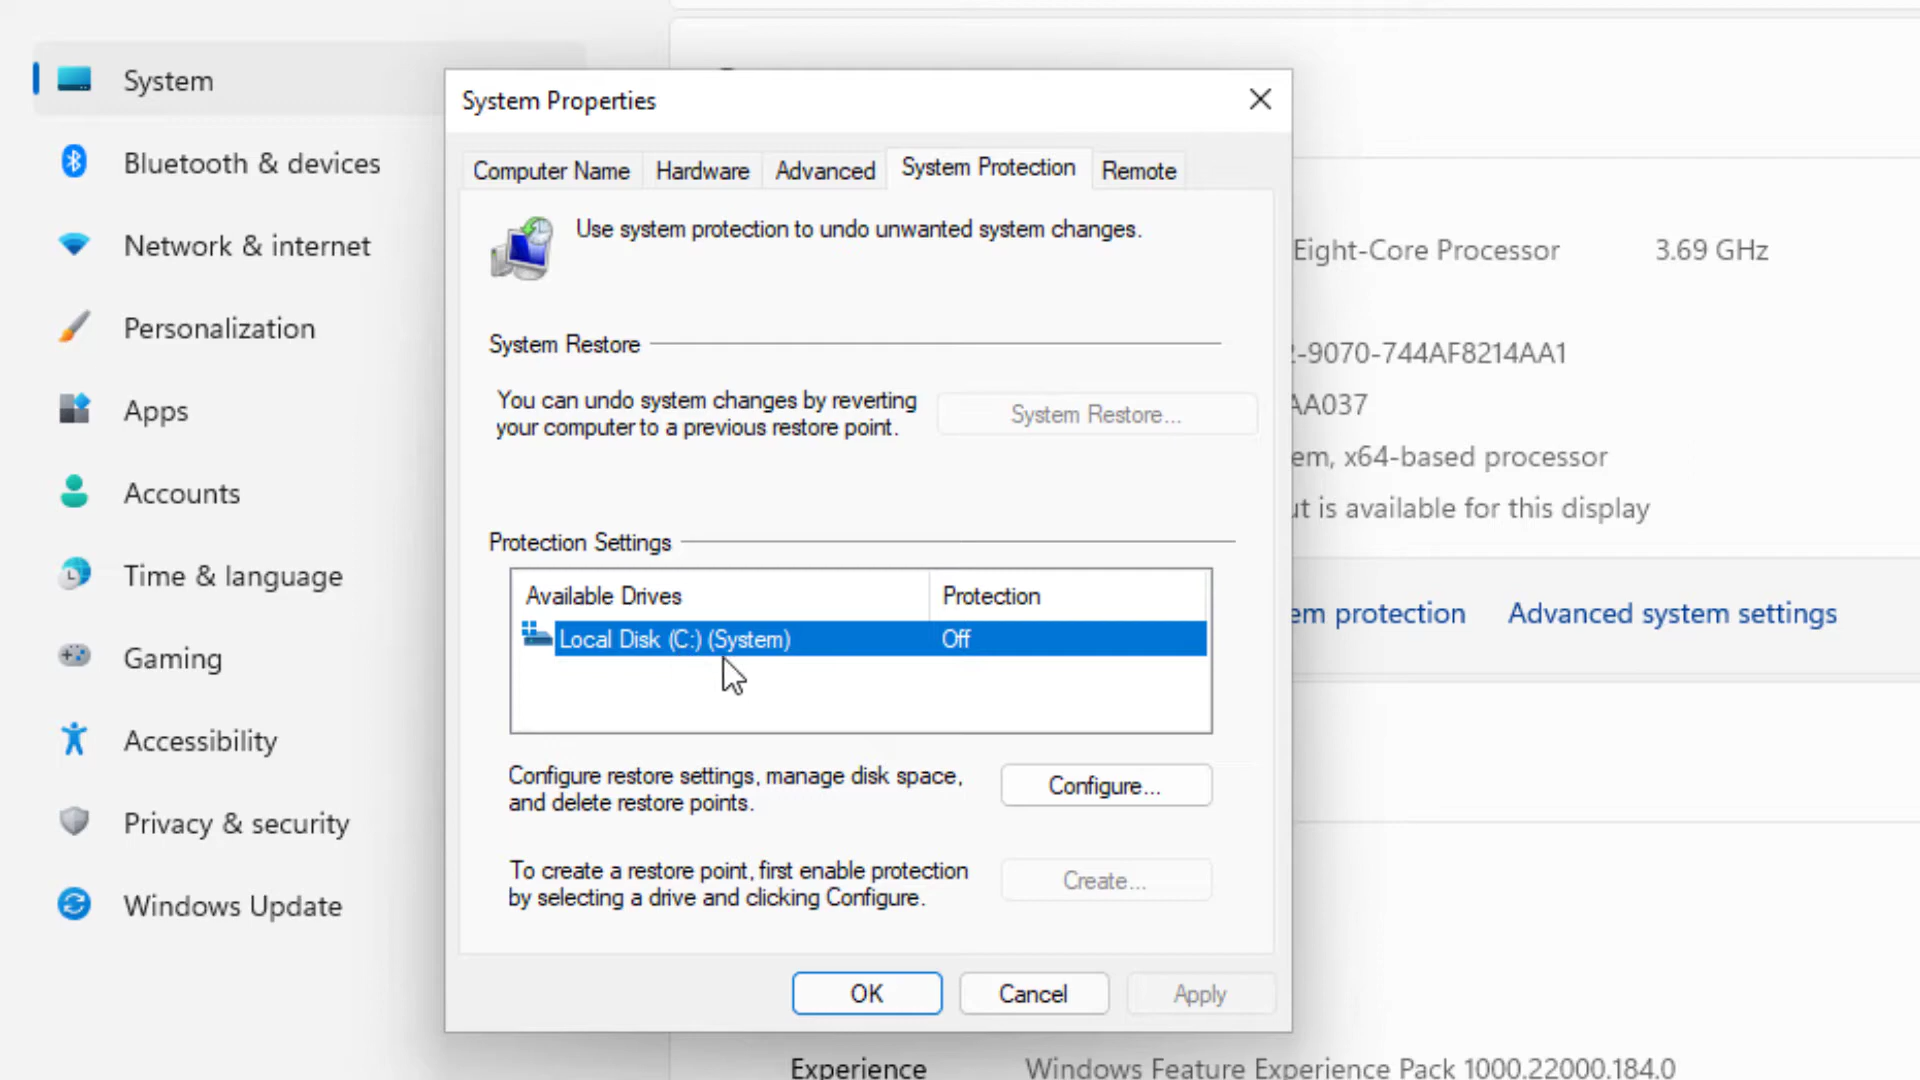 System
Bluetooth & devices
Network & internet
Personalization
Apps
Accounts
Time & language
Gaming
Accessibility
Privacy & security
Windows Update
System Properties
Computer Name
Hardware
Advanced
System Protection
Remote
Use system protection to undo unwanted system changes.
System Restore
You can undo system changes by reverting
your computer to a previous restore point.
System Restore...
Protection Settings
Available Drives
Protection
Local Disk (C:) (System)
Off
Configure restore settings, manage disk space,
and delete restore points.
Configure...
To create a restore point, first enable protection
by selecting a drive and clicking Configure.
Create...
OK
Cancel
Apply
Eight-Core Processor 3.69 GHz
-9070-744AF8214AA1
AA037
em, x64-based processor
ut is available for this display
em protection
Advanced system settings
Experience
Windows Feature Experience Pack 1000.22000.184.0